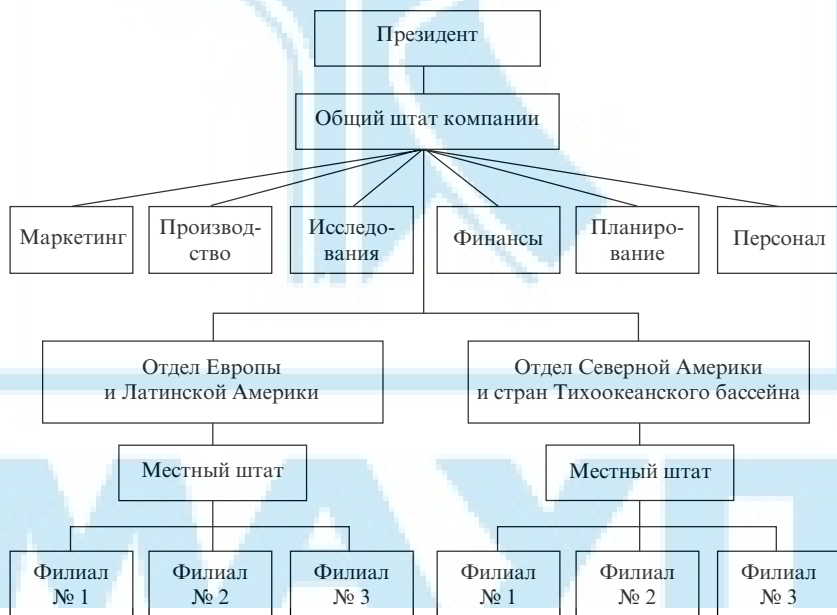 Президент
Общий штат компании
Маркетинг
Производ-
ство
Исследо-
вания
Финансы
Планиро-
вание
Персонал
Отдел Европы
и Латинской Америки
Отдел Северной Америки
и стран Тихоокеанского бассейна
Местный штат
Местный штат
Филиал
№ 1
Филиал
№ 2
Филиал
№ 3
Филиал
№ 1
Филиал
№ 2
Филиал
№ 3
МАУП